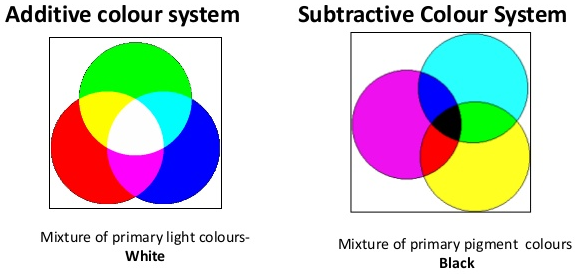 Additive colour system
Subtractive Colour System
Mixture of primary light colours-
White
Mixture of primary pigment colours
Black